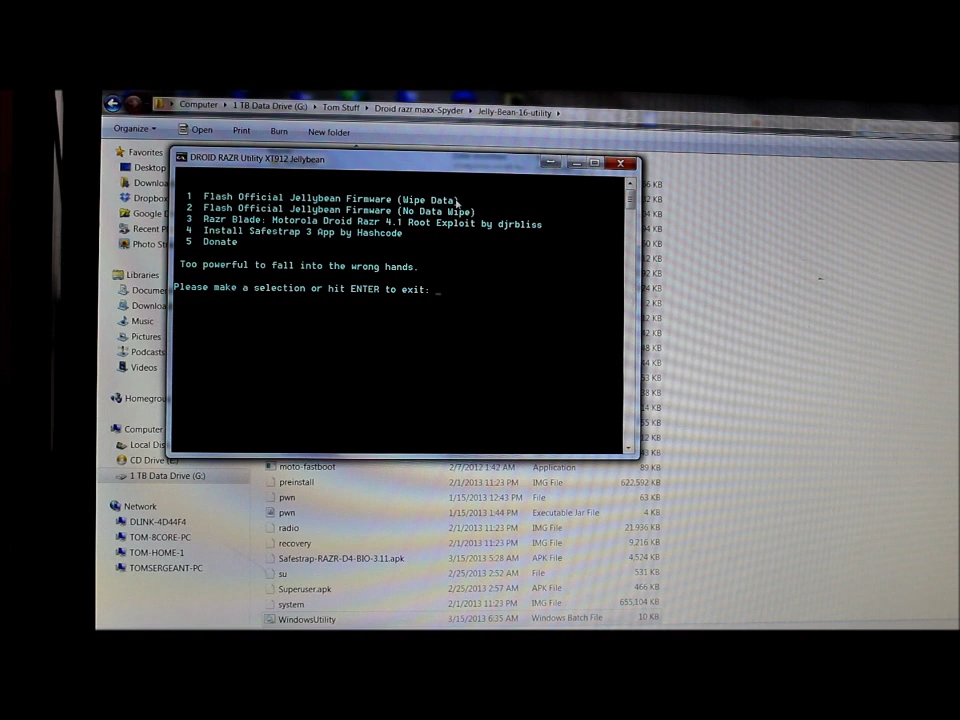 Computer ▸ 1 TB Data Drive (G:) ▸ Tom Stuff ▸ Droid razr maxx-Spyder ▸ Jelly-Bean-16-utility ▸
Organize Open Print Burn New folder
Favorites
Desktop
Downloa
Dropbox
Google D
Recent P
Photo St
Libraries
Docume
Downloa
Music
Pictures
Podcasts
Videos
Homegrou
Computer
Local Dis
CD Drive (E:)
1 TB Data Drive (G:)
Network
DLINK-4D44F4
TOM-8CORE-PC
TOM-HOME-1
TOMSERGEANT-PC
DROID RAZR Utility XT912 Jellybean
1 Flash Official Jellybean Firmware (Wipe Data)
2 Flash Official Jellybean Firmware (No Data Wipe)
3 Razr Blade: Motorola Droid Razr 4.1 Root Exploit by djrbliss
4 Install Safestrap 3 App by Hashcode
5 Donate
Too powerful to fall into the wrong hands.
Please make a selection or hit ENTER to exit: _
moto-fastboot 2/7/2012 1:42 AM Application 89 KB
preinstall 2/1/2013 11:23 PM IMG File 622,592 KB
pwn 1/15/2013 12:43 PM File 63 KB
pwn 1/15/2013 1:44 PM Executable Jar File 4 KB
radio 2/1/2013 11:23 PM IMG File 21,936 KB
recovery 2/1/2013 11:23 PM IMG File 9,216 KB
Safestrap-RAZR-D4-BIO-3.11.apk 3/15/2013 5:28 AM APK File 4,524 KB
su 2/25/2013 2:52 AM File 531 KB
Superuser.apk 2/25/2013 2:57 AM APK File 466 KB
system 2/1/2013 11:23 PM IMG File 655,104 KB
WindowsUtility 3/15/2013 6:35 AM Windows Batch File 10 KB